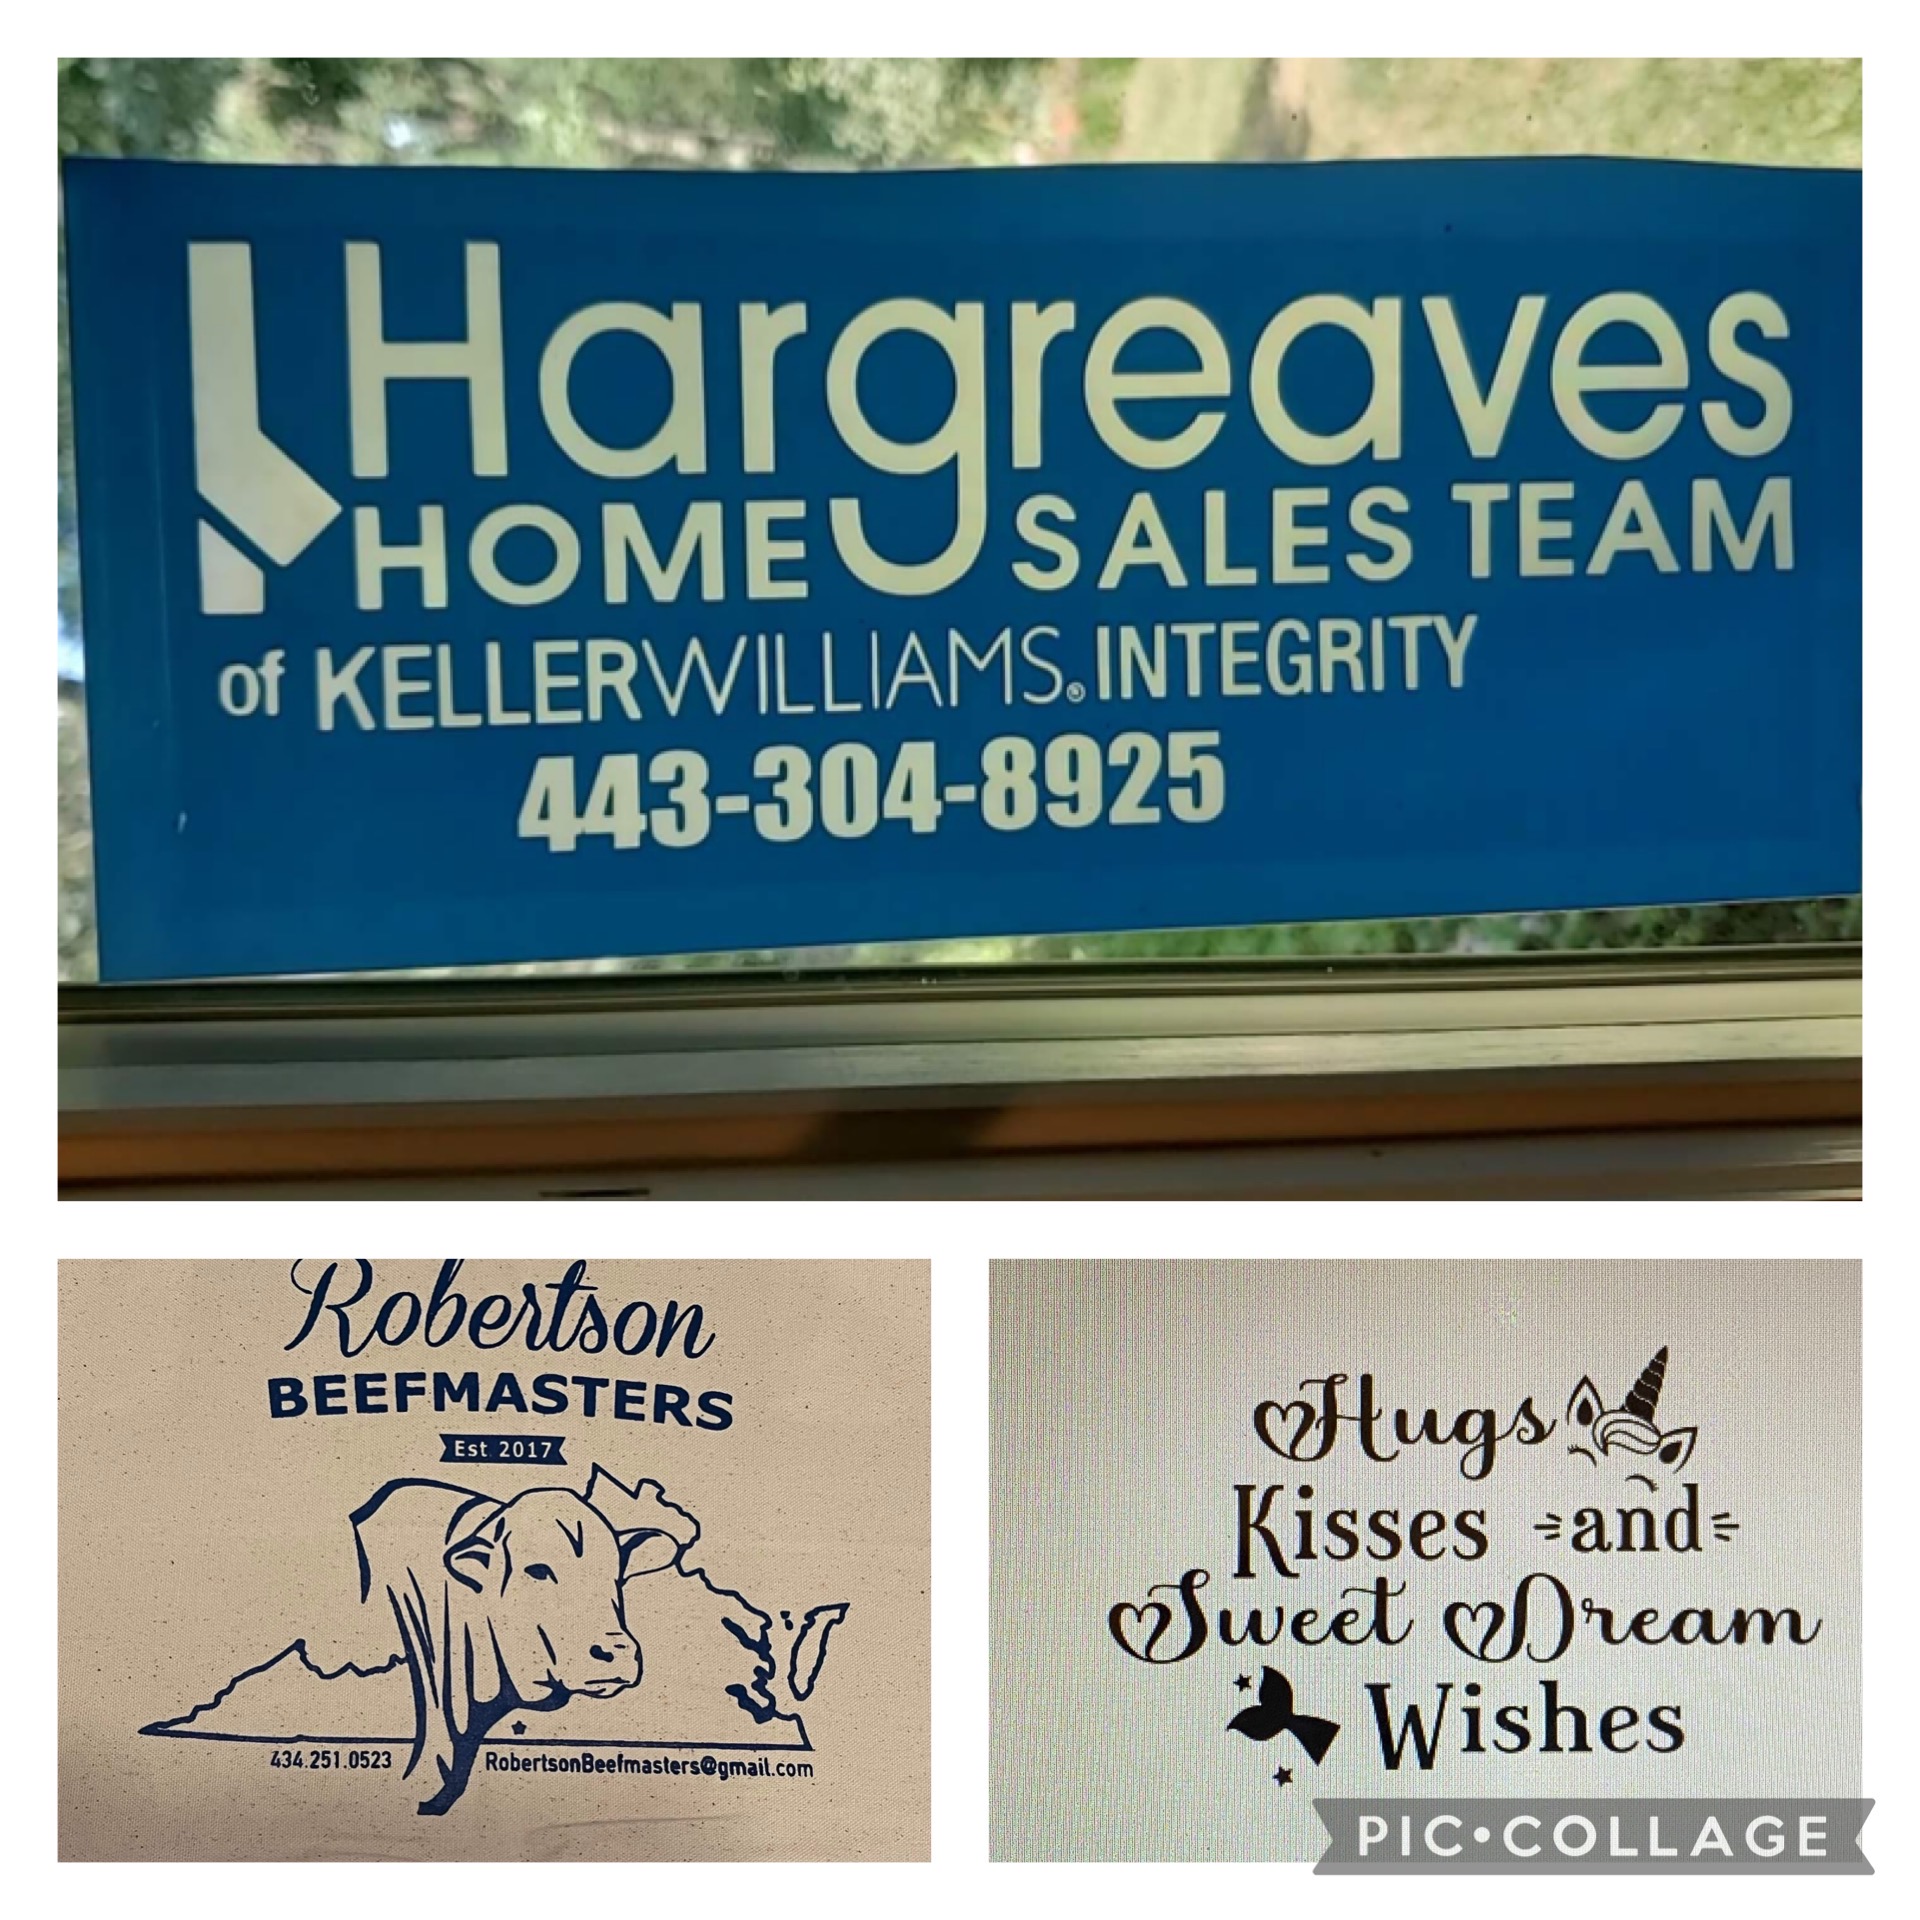 Hargreaves
HOME SALES TEAM
of KELLERWILLIAMS® INTEGRITY
443-304-8925
Robertson
BEEFMASTERS
Est. 2017
434.251.0523
RobertsonBeefmasters@gmail.com
Hugs
Kisses and
Sweet Dream
Wishes
PIC•COLLAGE